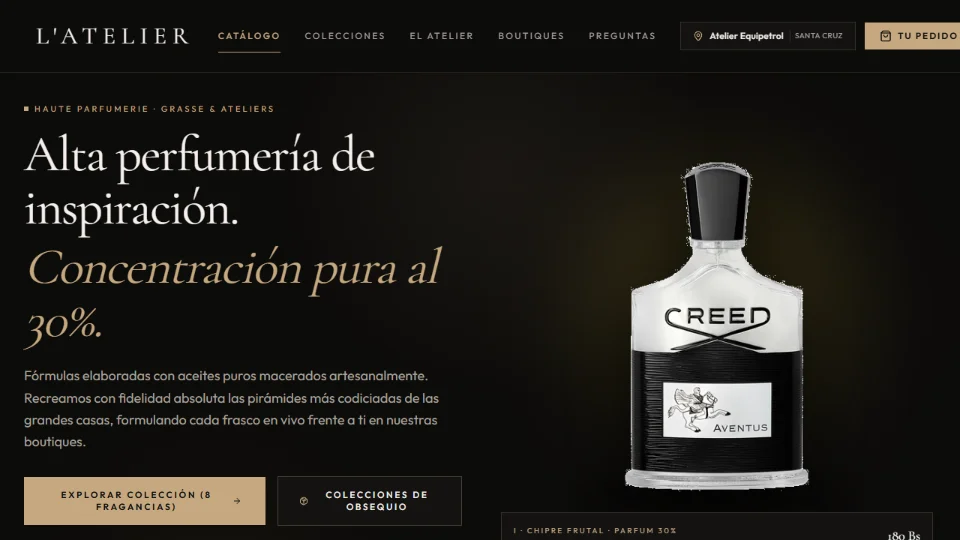 L'ATELIER
CATÁLOGO
COLECCIONES
EL ATELIER
BOUTIQUES
PREGUNTAS
Atelier Equipetrol SANTA CRUZ
TU PEDIDO
HAUTE PARFUMERIE · GRASSE & ATELIERS
Alta perfumería de
inspiración.
Concentración pura al
30%.
Fórmulas elaboradas con aceites puros macerados artesanalmente.
Recreamos con fidelidad absoluta las pirámides más codiciadas de las
grandes casas, formulando cada frasco en vivo frente a ti en nuestras
boutiques.
EXPLORAR COLECCIÓN (8
FRAGANCIAS)
COLECCIONES DE
OBSEQUIO
CREED
AVENTUS
I · CHIPRE FRUTAL · PARFUM 30%
180 Bs